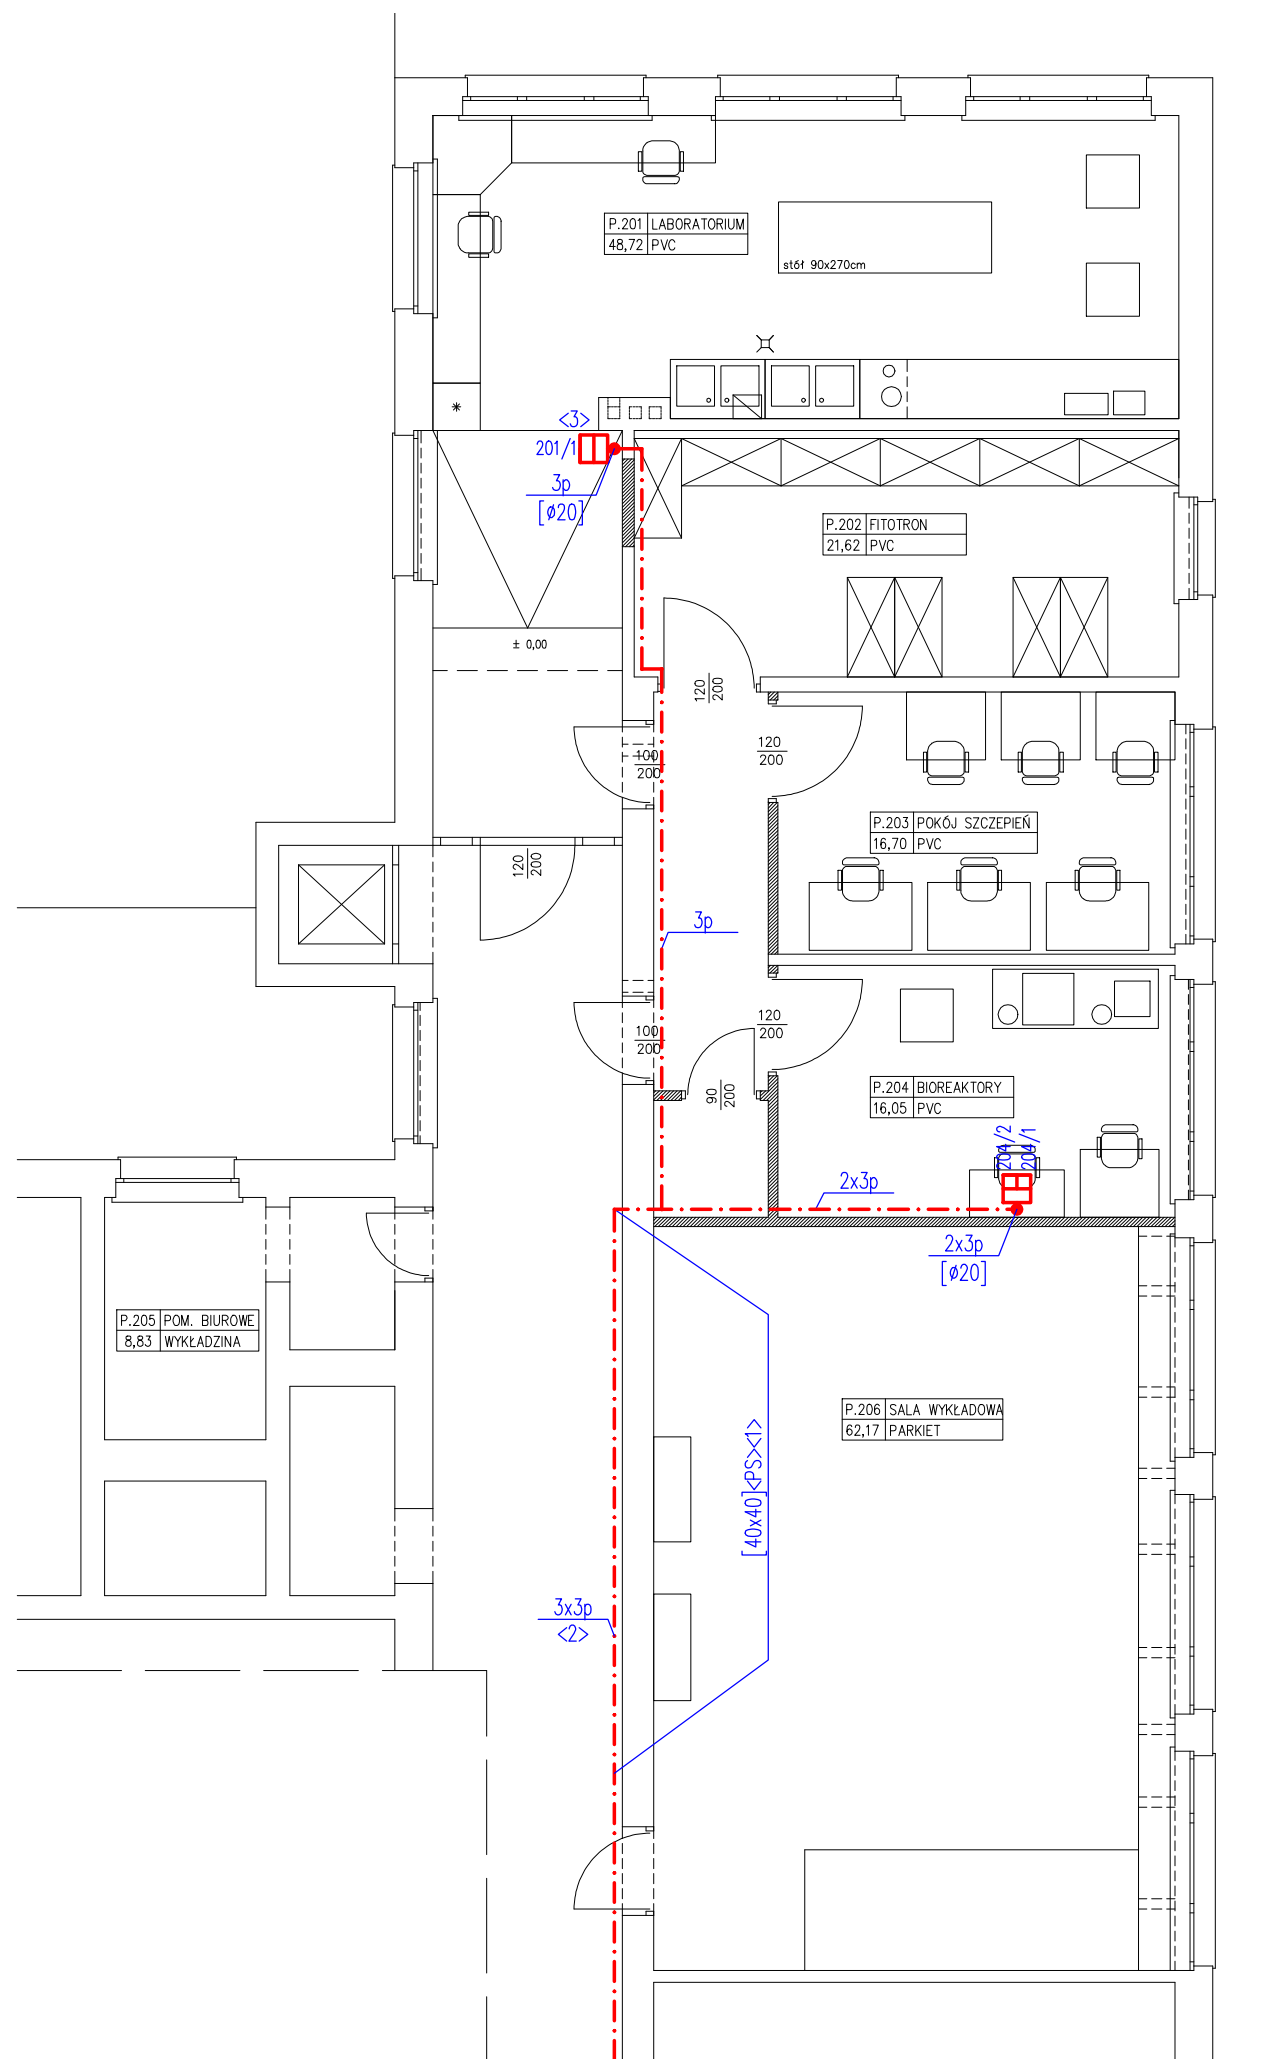 P.201 LABORATORIUM
48,72 PVC
stół 90x270cm
<3>
201/1
3p
[ø20]
P.202 FITOTRON
21,62 PVC
± 0,00
120
200
100
200
120
200
P.203 POKÓJ SZCZEPIEŃ
16,70 PVC
120
200
3p
100
200
120
200
90
200
P.204 BIOREAKTORY
16,05 PVC
204/2
204/1
2x3p
2x3p
[ø20]
P.205 POM. BIUROWE
8,83 WYKŁADZINA
P.206 SALA WYKŁADOWA
62,17 PARKIET
[40x40]<PS><1>
3x3p
<2>